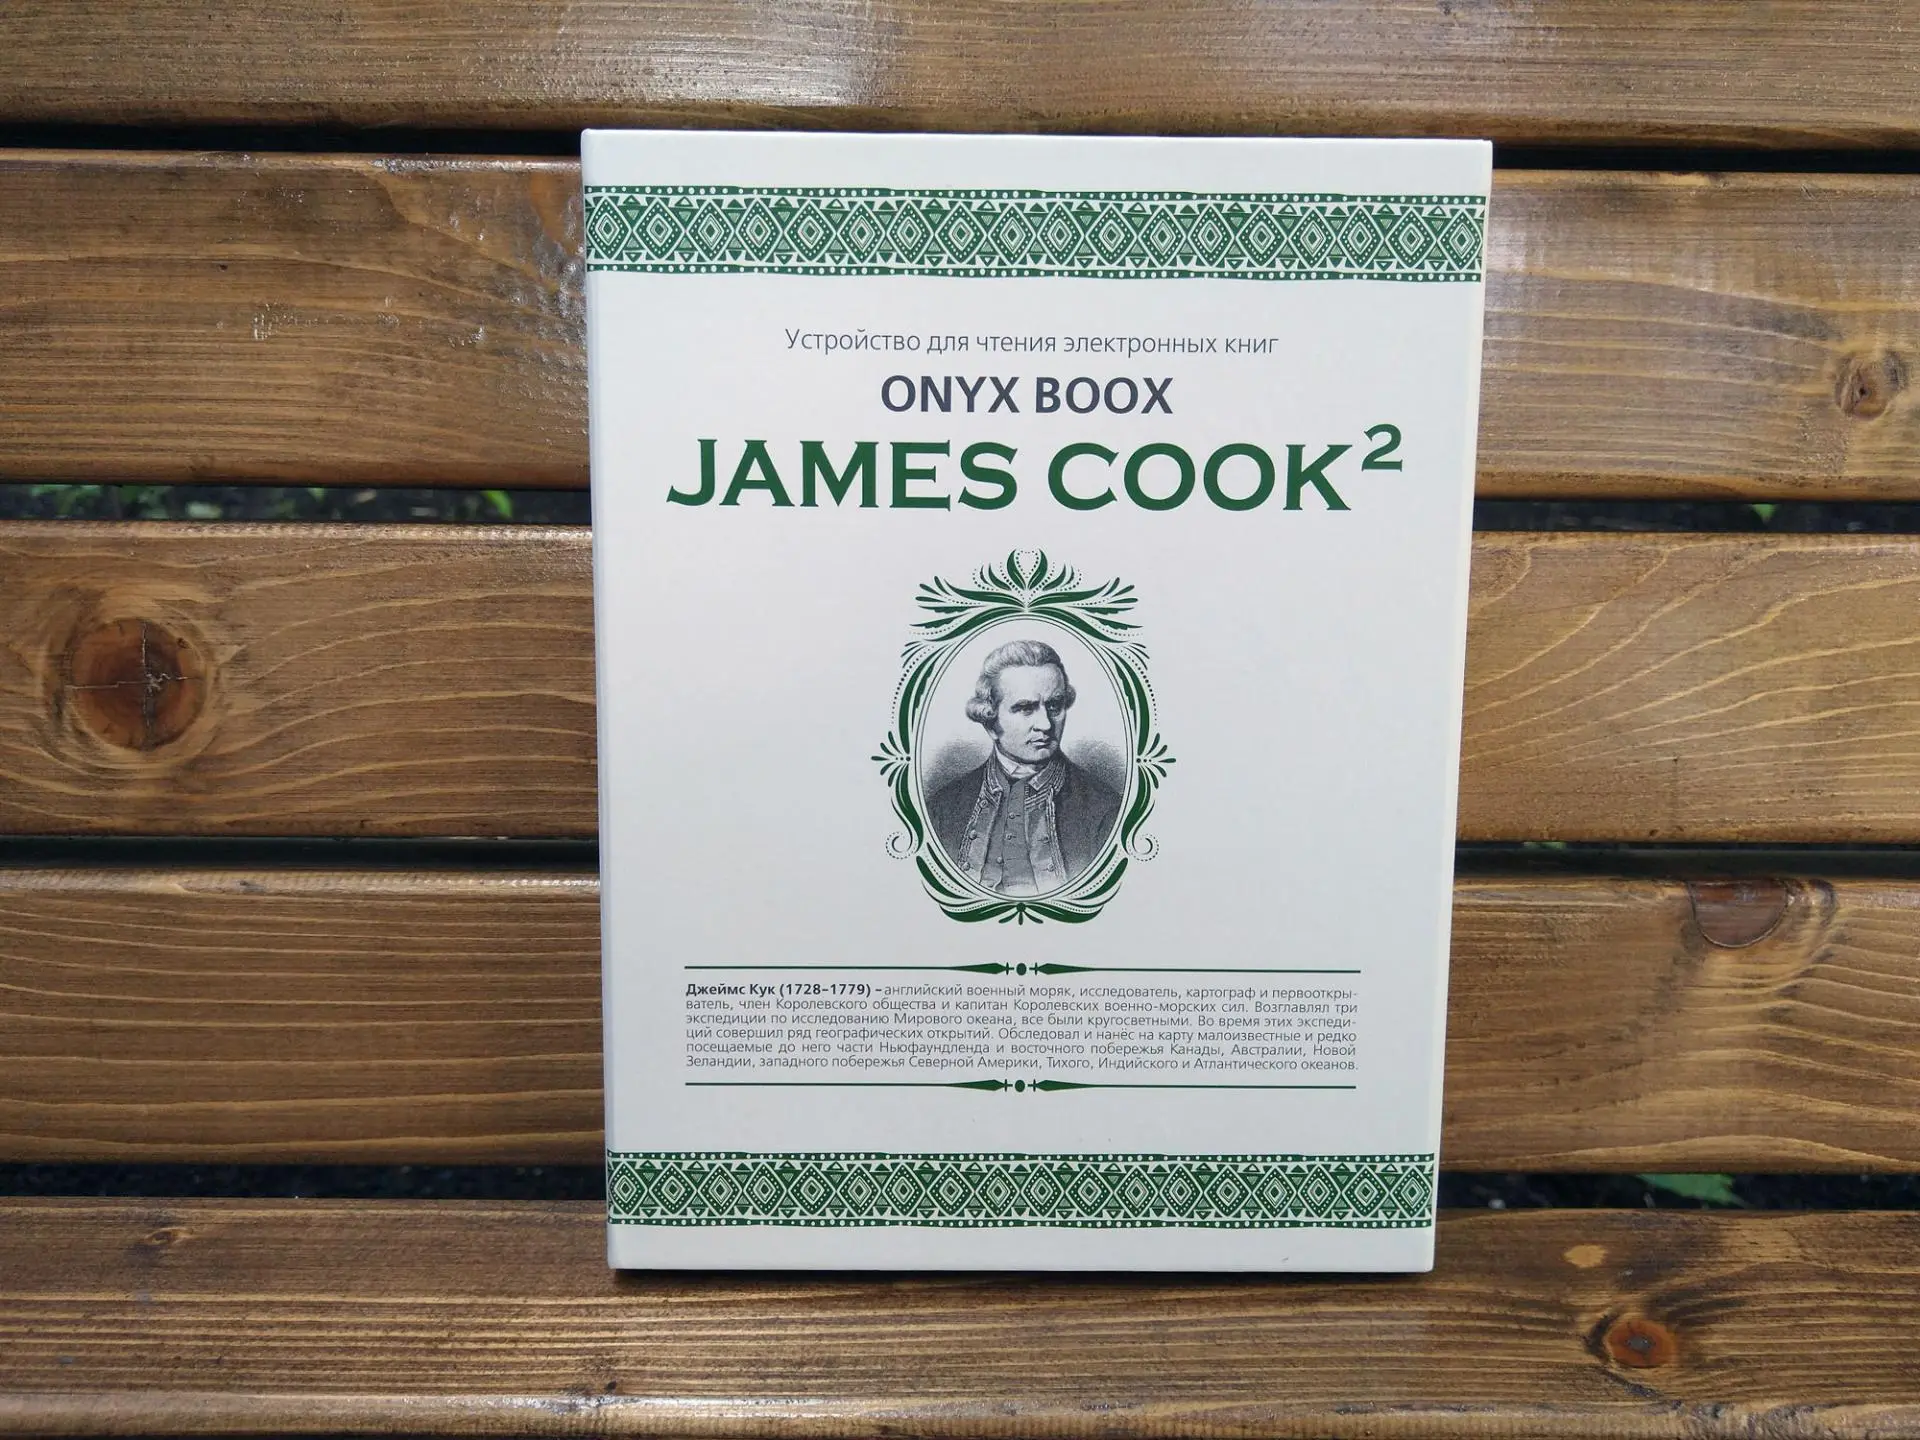 Устройство для чтения электронных книг
ONYX BOOX
JAMES COOK²
Джеймс Кук (1728–1779) – английский военный моряк, исследователь, картограф и первооткры-
ватель, член Королевского общества и капитан Королевских военно-морских сил. Возглавлял три
экспедиции по исследованию Мирового океана, все были кругосветными. Во время этих экспеди-
ций совершил ряд географических открытий. Обследовал и нанёс на карту малоизвестные и редко
посещаемые до него части Ньюфаундленда и восточного побережья Канады, Австралии, Новой
Зеландии, западного побережья Северной Америки, Тихого, Индийского и Атлантического океанов.